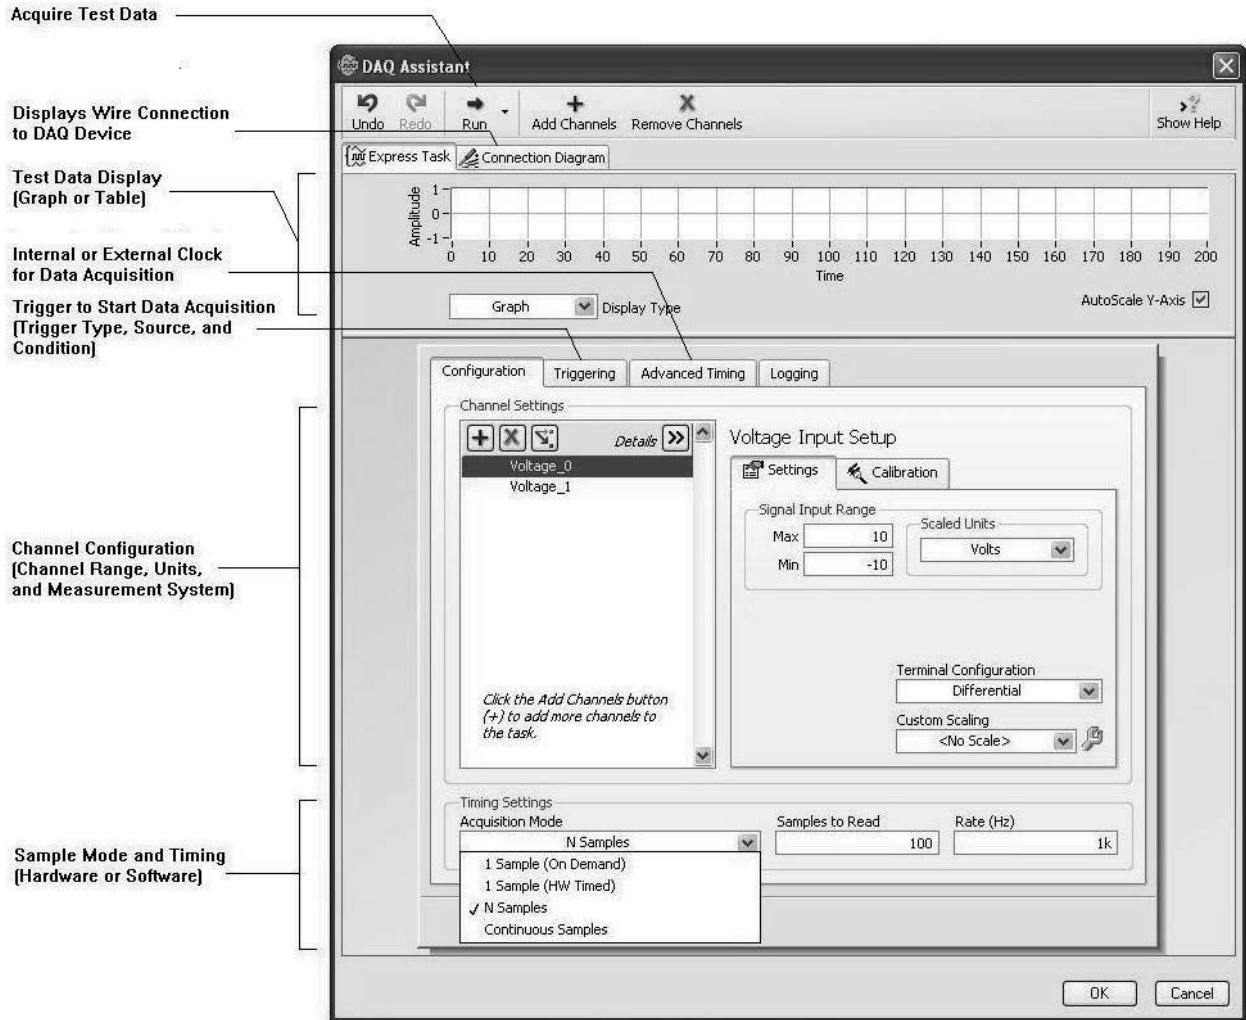 Acquire Test Data
DAQ Assistant
Displays Wire Connection
to DAQ Device
Undo Redo Run Add Channels Remove Channels Show Help
Express Task Connection Diagram
Test Data Display
(Graph or Table)
Amplitude
1
0
-1
0 10 20 30 40 50 60 70 80 90 100 110 120 130 140 150 160 170 180 190 200
Time
Internal or External Clock
for Data Acquisition
Graph Display Type AutoScale Y-Axis
Trigger to Start Data Acquisition
(Trigger Type, Source, and
Condition)
Configuration Triggering Advanced Timing Logging
Channel Settings
Details
Voltage_0
Voltage_1
Click the Add Channels button
(+) to add more channels to
the task.
Voltage Input Setup
Settings Calibration
Signal Input Range
Max 10
Min -10
Scaled Units
Volts
Terminal Configuration
Differential
Custom Scaling
<No Scale>
Channel Configuration
(Channel Range, Units,
and Measurement System)
Timing Settings
Acquisition Mode Samples to Read Rate (Hz)
N Samples 100 1k
1 Sample (On Demand)
1 Sample (HW Timed)
N Samples
Continuous Samples
Sample Mode and Timing
(Hardware or Software)
OK Cancel